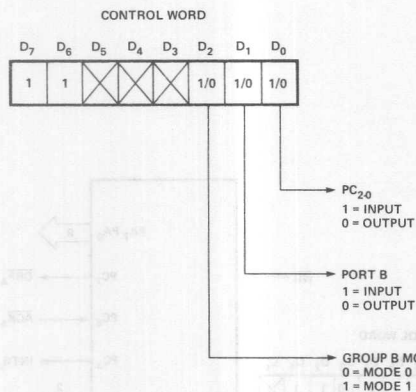 CONTROL WORD
D7 D6 D5 D4 D3 D2 D1 D0
1 1 1/0 1/0 1/0
PC2-0
1 = INPUT
0 = OUTPUT
PORT B
1 = INPUT
0 = OUTPUT
GROUP B MO
0 = MODE 0
1 = MODE 1